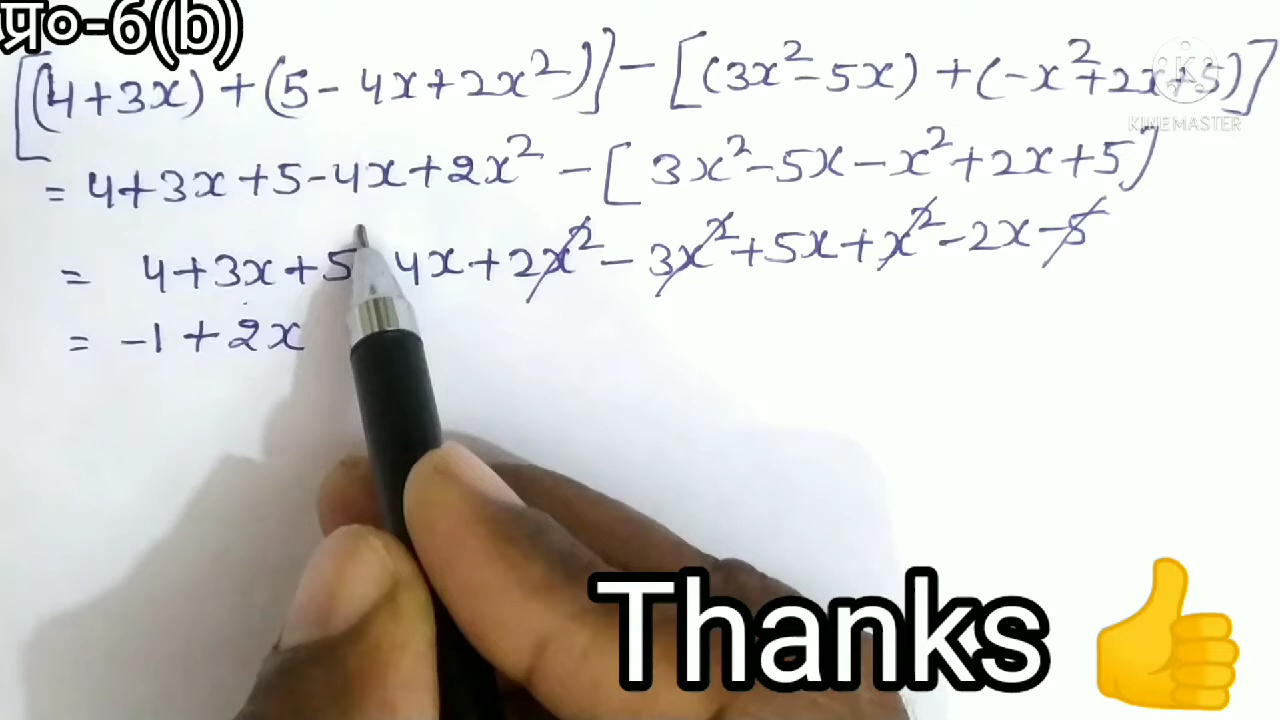 प्र०-6(b)
[(4+3x)+(5-4x+2x²)]-[(3x²-5x)+(-x²+2x+5)]
KINEMASTER
= 4+3x+5-4x+2x²-[3x²-5x-x²+2x+5]
= 4+3x+5 4x+2x²-3x²+5x+x²-2x-5
= -1+2x
Thanks